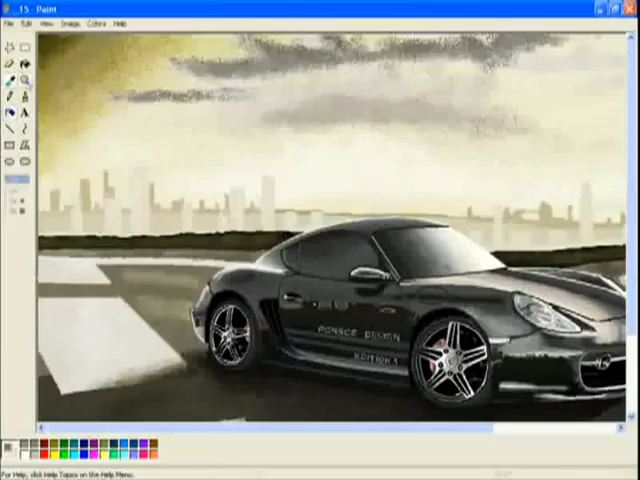 _15 - Paint
File Edit View Image Colors Help
A
PORSCE DESIGN
EDITION 1
For Help, click Help Topics on the Help Menu.